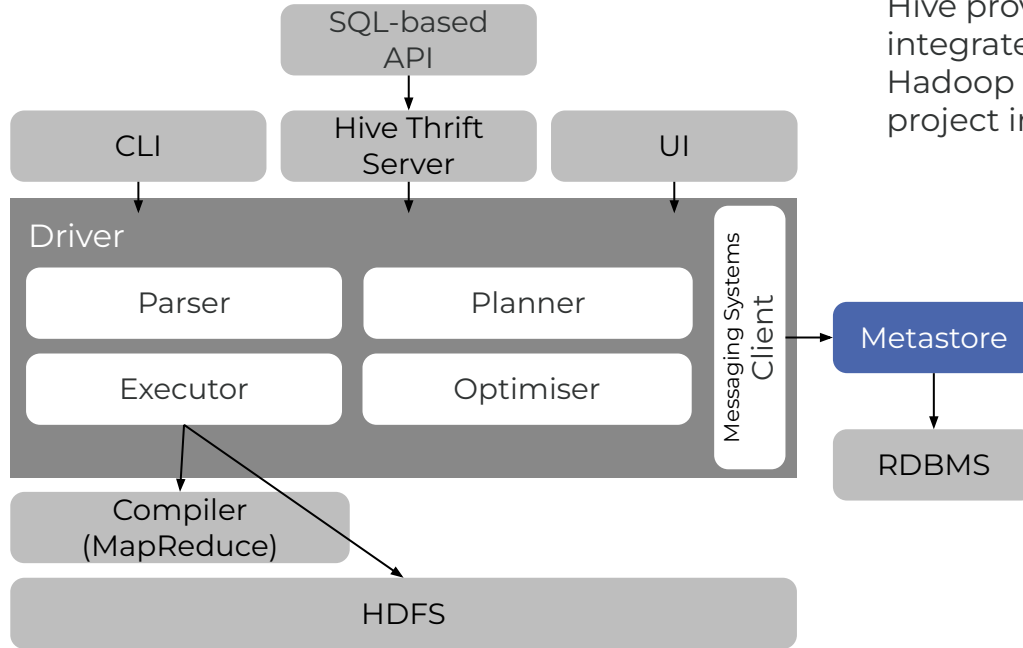 SQL-based
API
Hive prov
integrate
Hadoop
project in
CLI
Hive Thrift
Server
UI
Driver
Parser
Planner
Executor
Optimiser
Messaging Systems
Client
Metastore
RDBMS
Compiler
(MapReduce)
HDFS